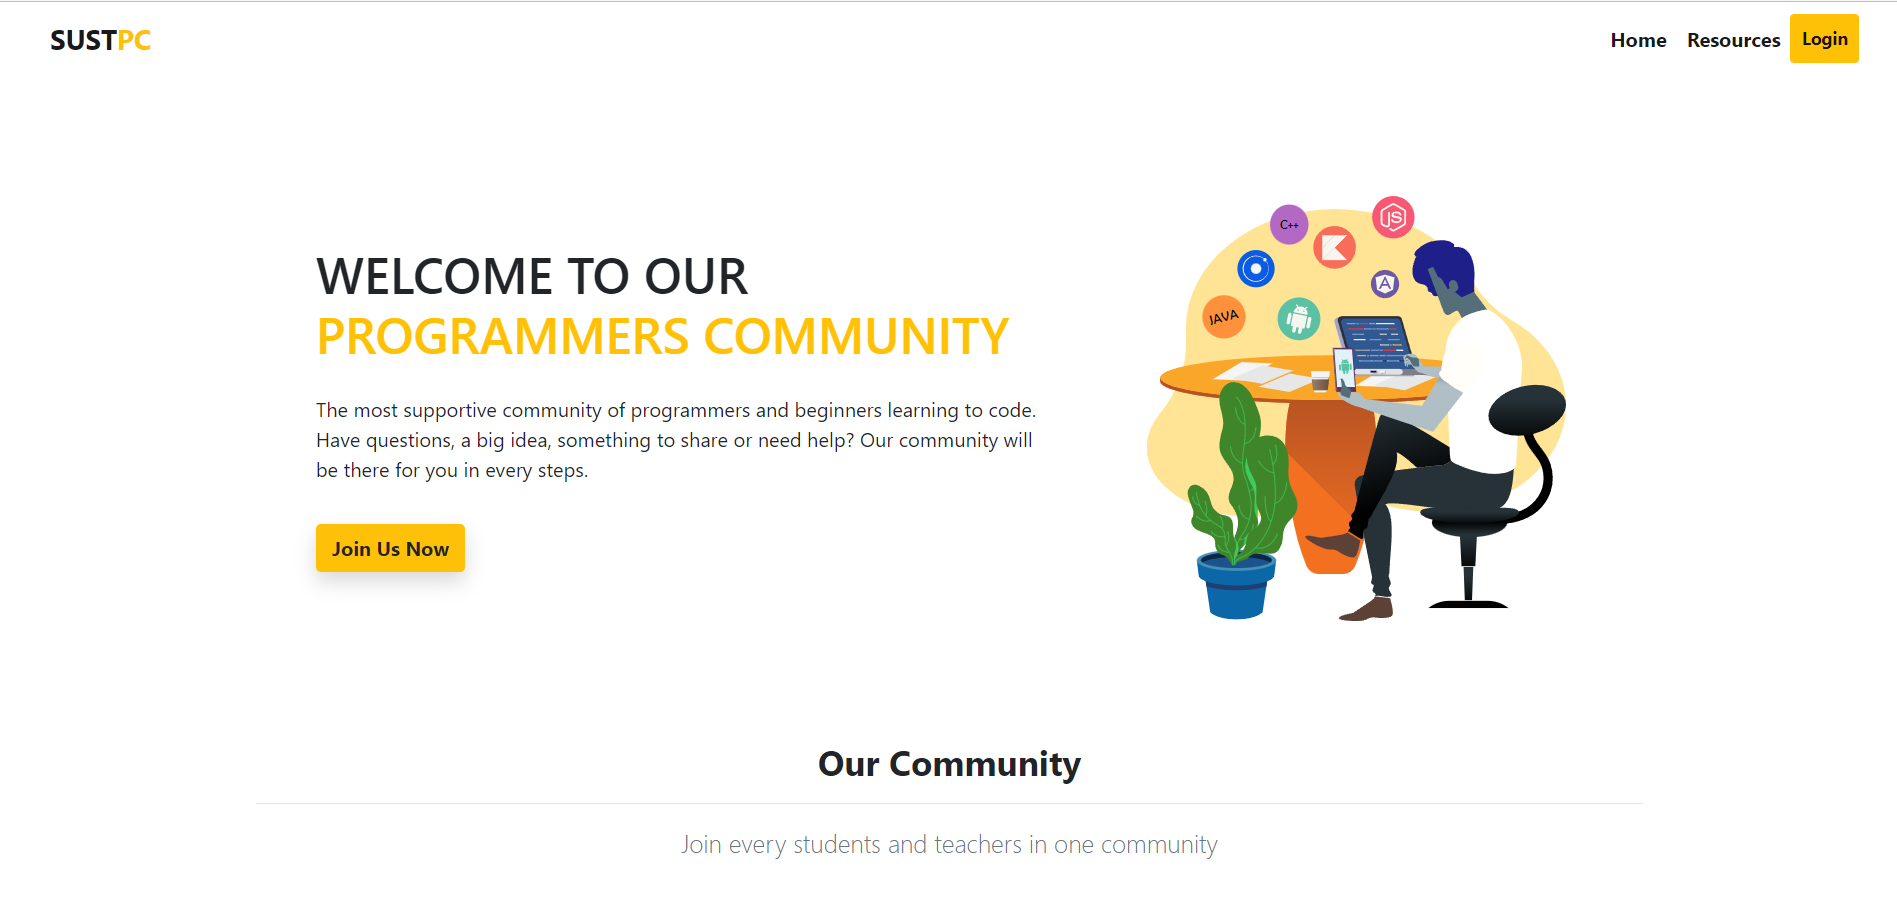 SUSTPC
Home Resources Login
C++
JS
A
JAVA
WELCOME TO OUR
PROGRAMMERS COMMUNITY
The most supportive community of programmers and beginners learning to code.
Have questions, a big idea, something to share or need help? Our community will
be there for you in every steps.
Join Us Now
Our Community
Join every students and teachers in one community